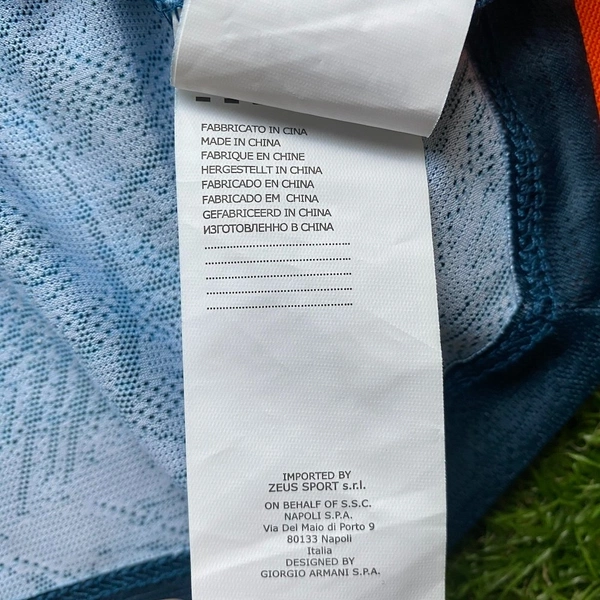 FABBRICATO IN CINA
MADE IN CHINA
FABRIQUE EN CHINE
HERGESTELLT IN CHINA
FABRICADO EN CHINA
FABRICADO EM CHINA
GEFABRICEERD IN CHINA
ИЗГОТОВЛЕННО В CHINA
IMPORTED BY
ZEUS SPORT s.r.l.
ON BEHALF OF S.S.C.
NAPOLI S.P.A.
Via Del Maio di Porto 9
80133 Napoli
Italia
DESIGNED BY
GIORGIO ARMANI S.P.A.